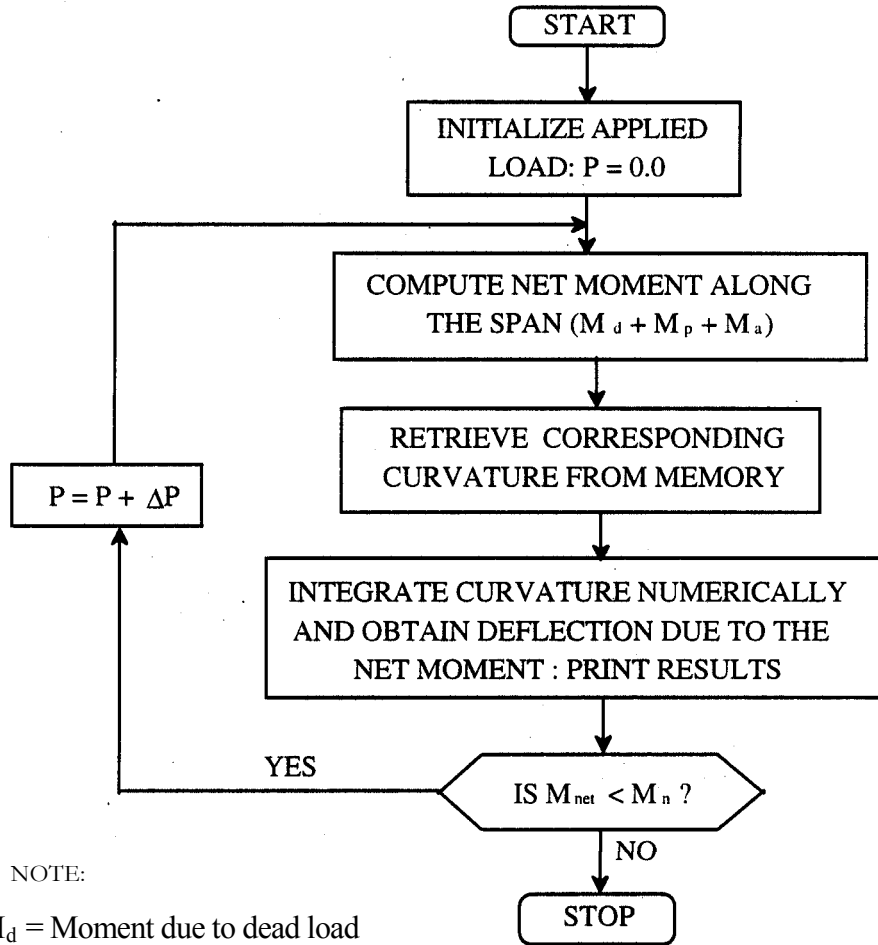 START
INITIALIZE APPLIED
LOAD: P = 0.0
COMPUTE NET MOMENT ALONG
THE SPAN (M d + M p + M a)
RETRIEVE CORRESPONDING
CURVATURE FROM MEMORY
P = P + ΔP
INTEGRATE CURVATURE NUMERICALLY
AND OBTAIN DEFLECTION DUE TO THE
NET MOMENT : PRINT RESULTS
YES
IS M net < M n ?
NO
NOTE:
STOP
d = Moment due to dead load